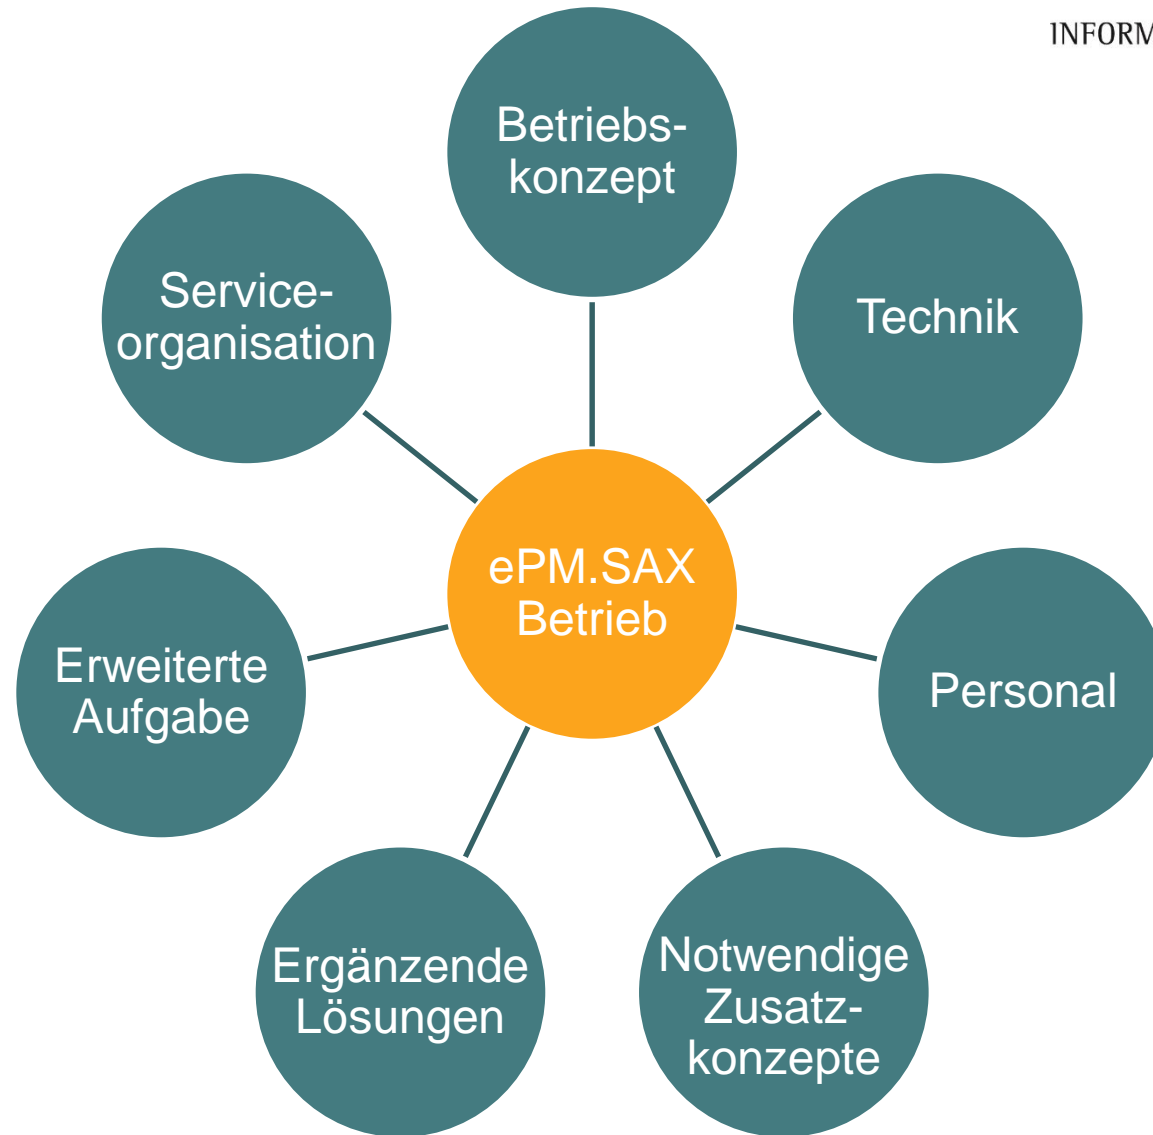 INFORM
Betriebs-
konzept
Technik
Personal
Notwendige
Zusatz-
konzepte
Ergänzende
Lösungen
Erweiterte
Aufgabe
Service-
organisation
ePM.SAX
Betrieb